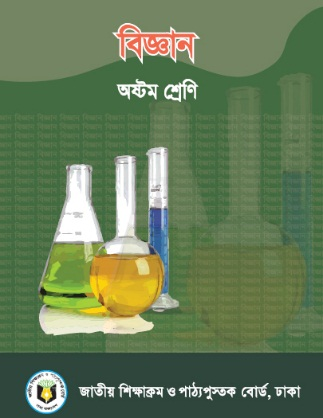 বিজ্ঞান
অষ্টম শ্রেণি
জাতীয় শিক্ষাক্রম ও পাঠ্যপুস্তক বোর্ড, ঢাকা